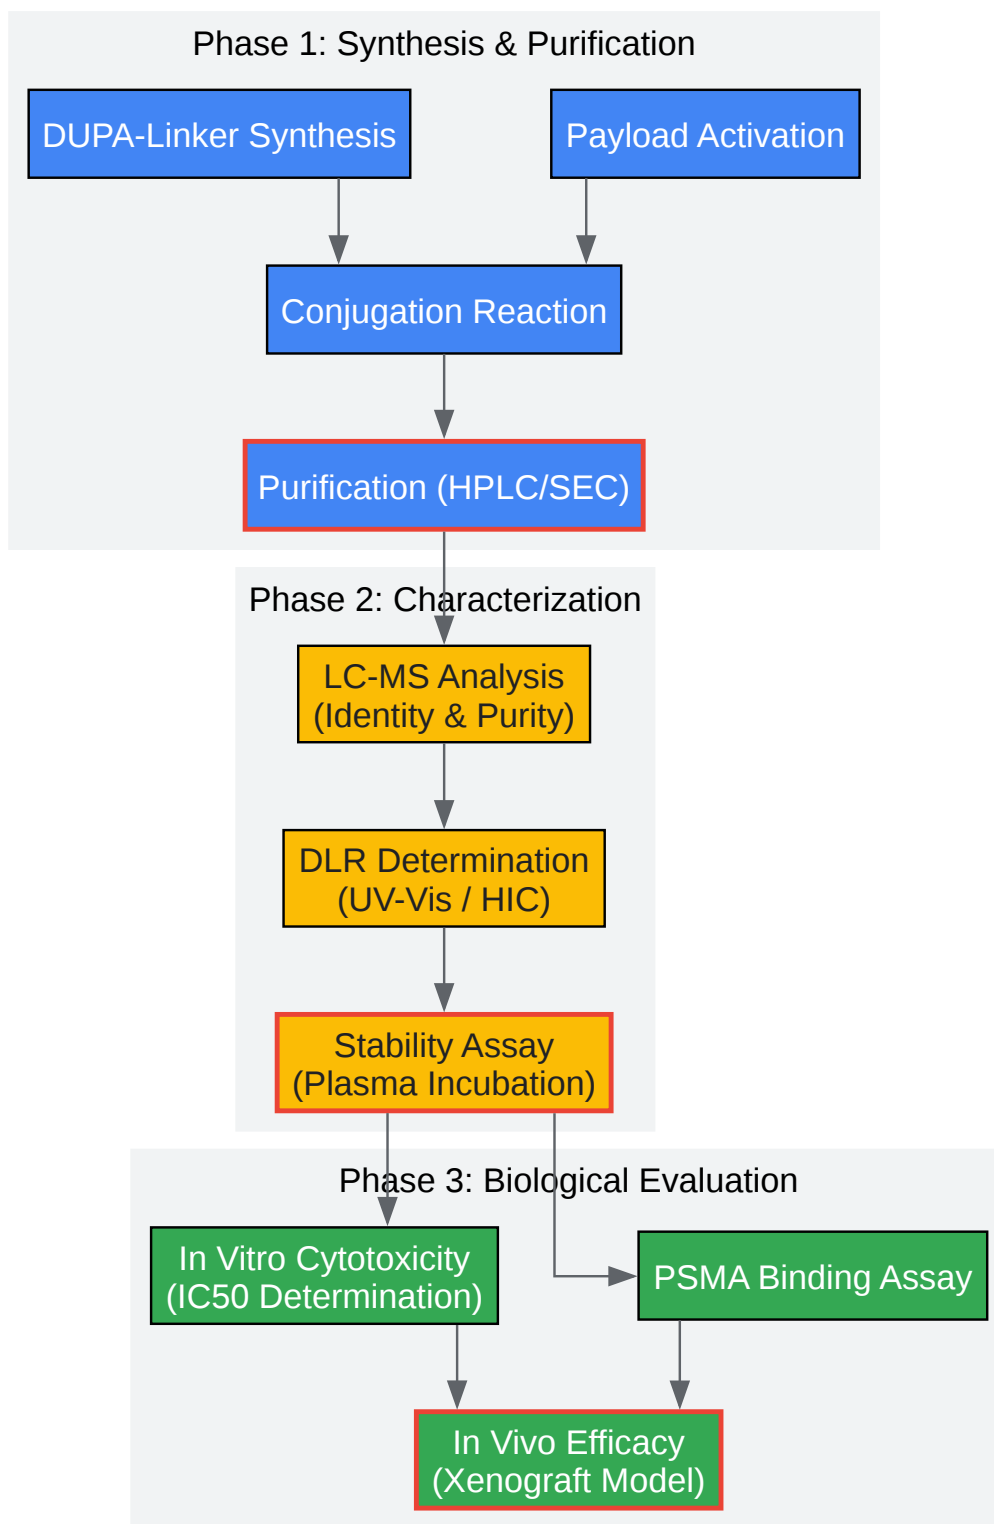 Phase 1: Synthesis & Purification
DUPA-Linker Synthesis
Payload Activation
Conjugation Reaction
Purification (HPLC/SEC)
Phase 2: Characterization
LC-MS Analysis
(Identity & Purity)
DLR Determination
(UV-Vis / HIC)
Stability Assay
(Plasma Incubation)
Phase 3: Biological Evaluation
In Vitro Cytotoxicity
(IC50 Determination)
PSMA Binding Assay
In Vivo Efficacy
(Xenograft Model)